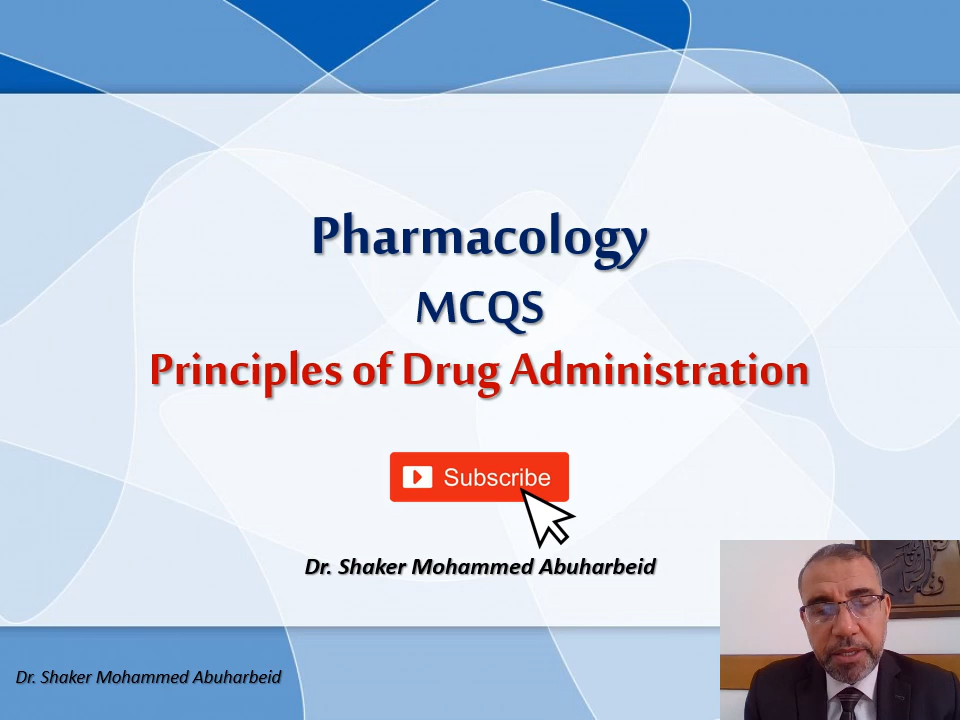 Pharmacology
MCQS
Principles of Drug Administration
Subscribe
Dr. Shaker Mohammed Abuharbeid
Dr. Shaker Mohammed Abuharbeid